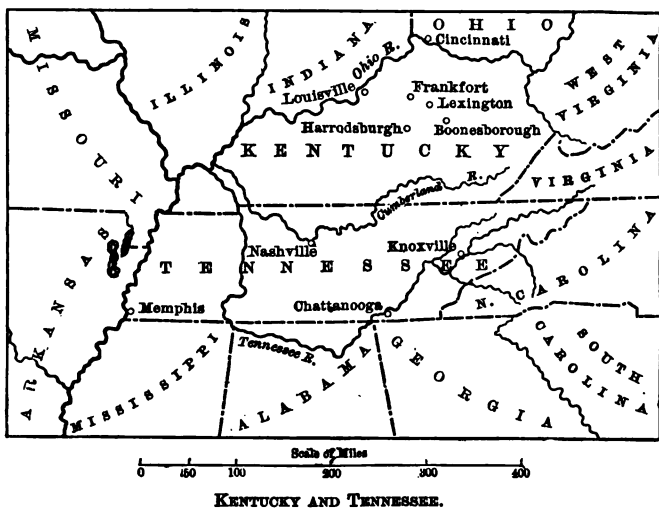 OHIO
Cincinnati
MISSOURI
ILLINOIS
INDIANA
Ohio R.
WEST VIRGINIA
Louisville
Frankfort
Lexington
Harrodsburgh
Boonesborough
KENTUCKY
VIRGINIA
Cumberland R.
Nashville
Knoxville
TENNESSEE
N. CAROLINA
ARKANSAS
Memphis
Chattanooga
Tennessee R.
MISSISSIPPI
ALABAMA
GEORGIA
SOUTH CAROLINA
Scale of Miles
0 50 100 200 300 400
KENTUCKY AND TENNESSEE.